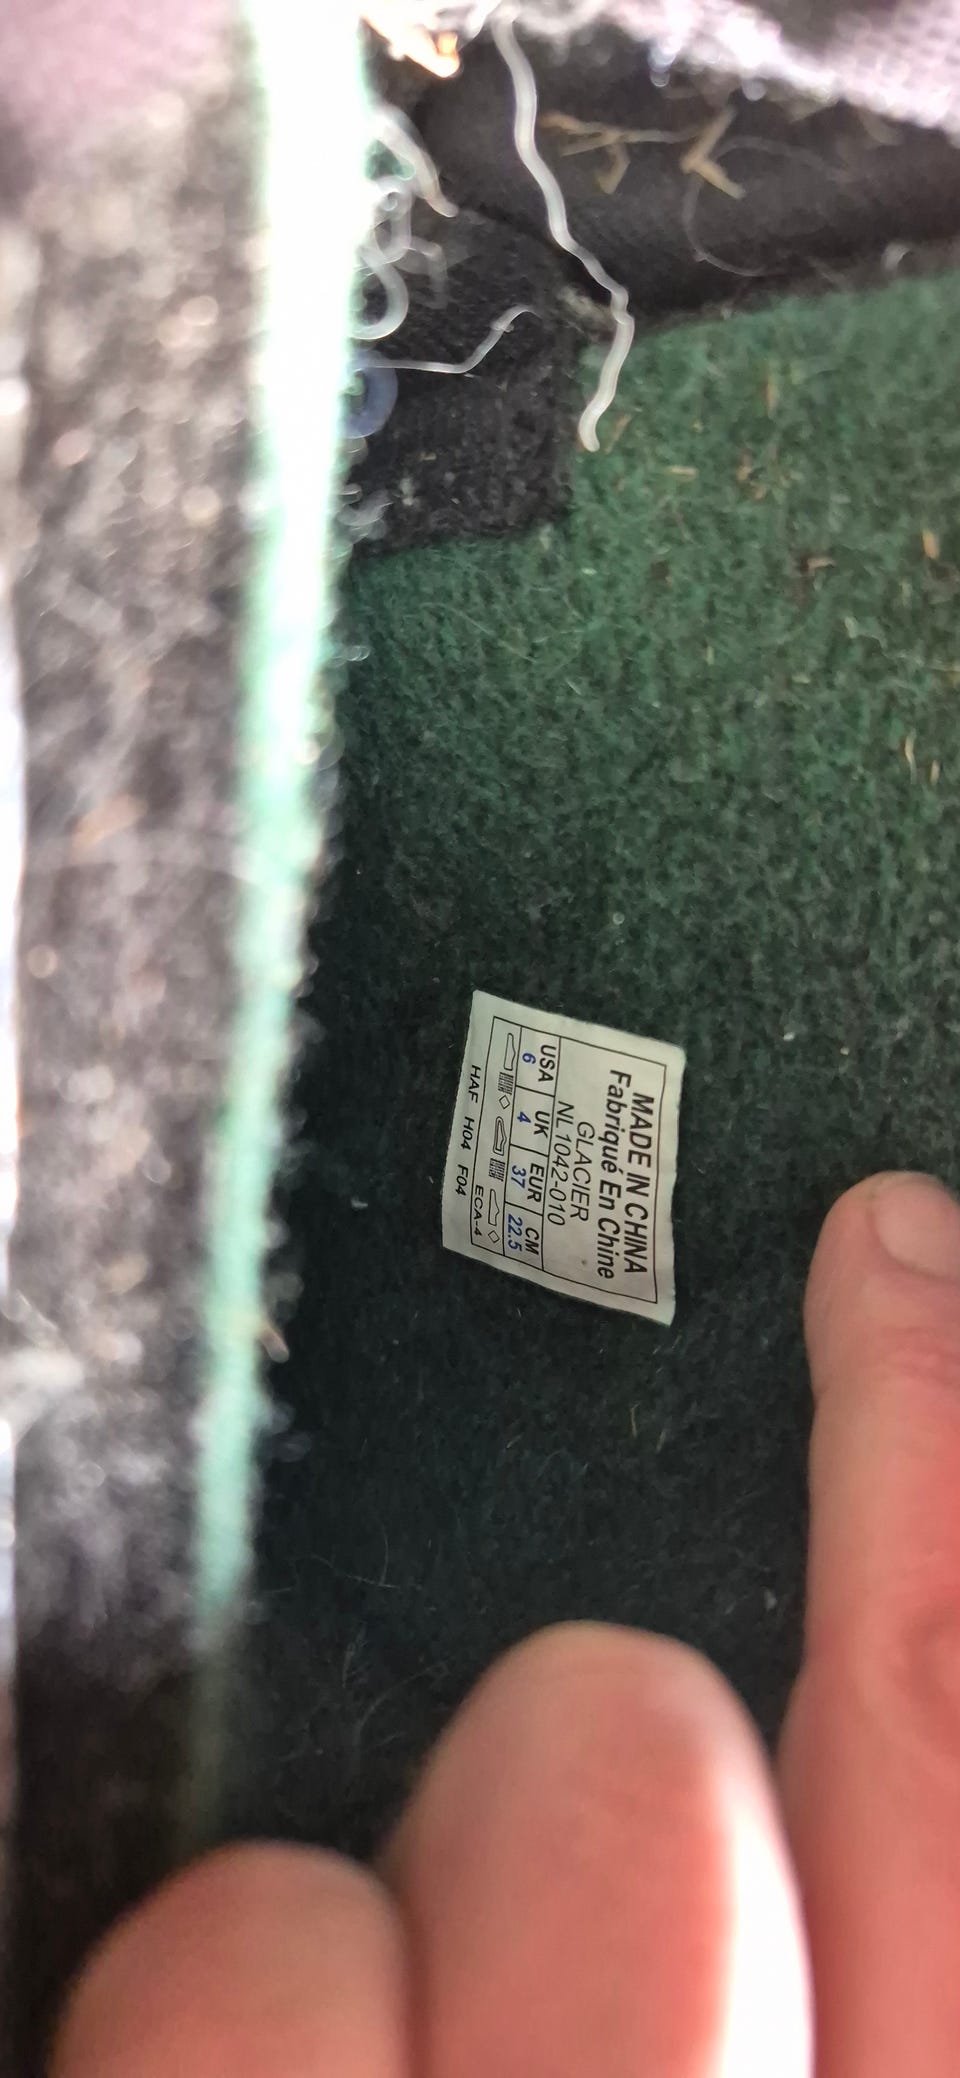 MADE IN CHINA
Fabriqué En Chine
GLACIER
NL1042-010
USA UK EUR CM
6 4 37 22.5
ECA-4
HAF H04 F04